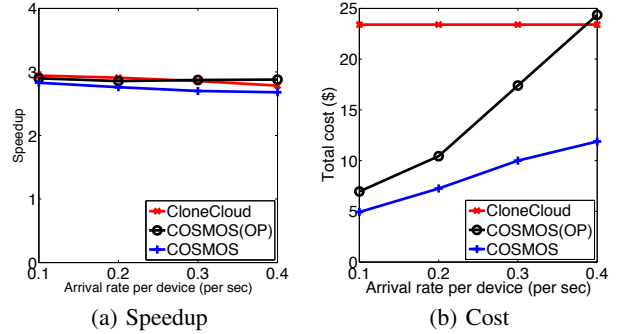 4
3
2
1
0
Speedup
CloneCloud
COSMOS(OP)
COSMOS
0.1 0.2 0.3 0.4
Arrival rate per device (per sec)
(a) Speedup
25
20
15
10
5
0
Total cost ($)
CloneCloud
COSMOS(OP)
COSMOS
0.1 0.2 0.3 0.4
Arrival rate per device (per sec)
(b) Cost